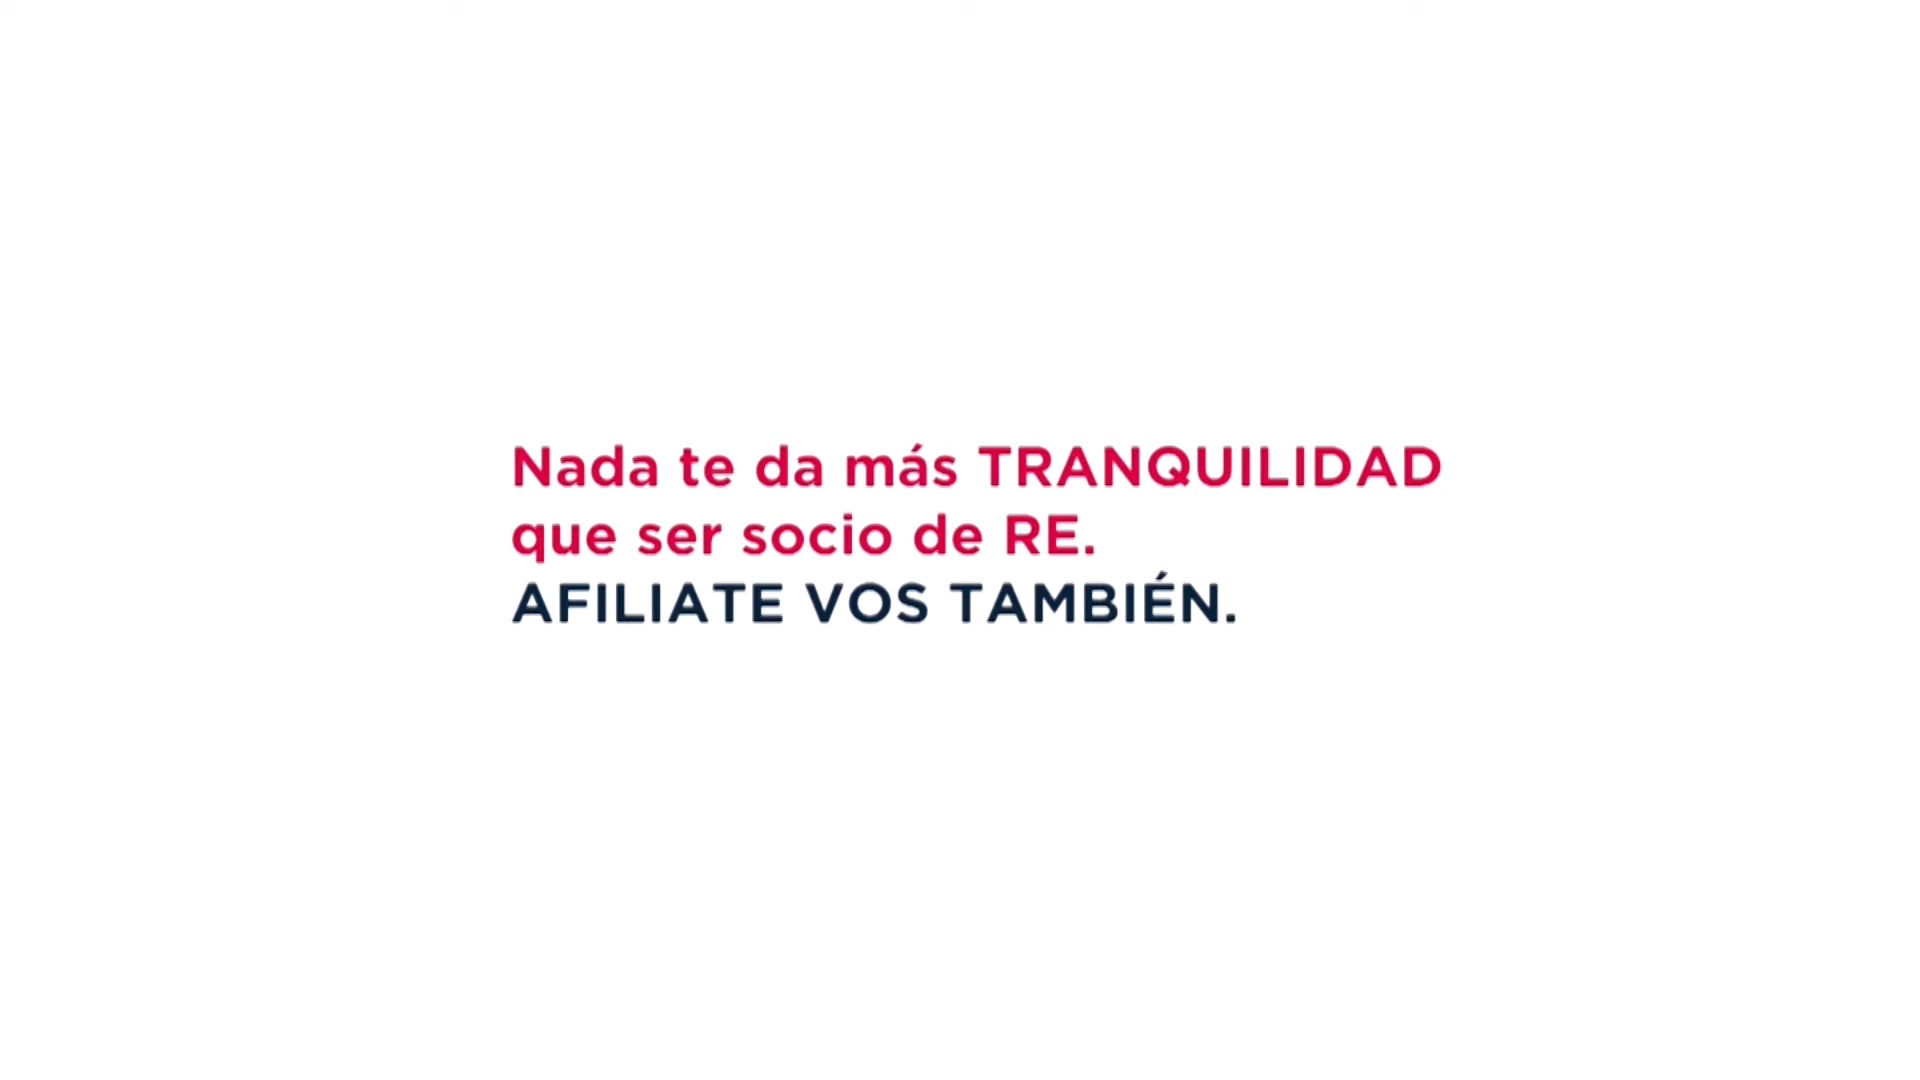 Nada te da más TRANQUILIDAD
que ser socio de RE.
AFILIATE VOS TAMBIÉN.